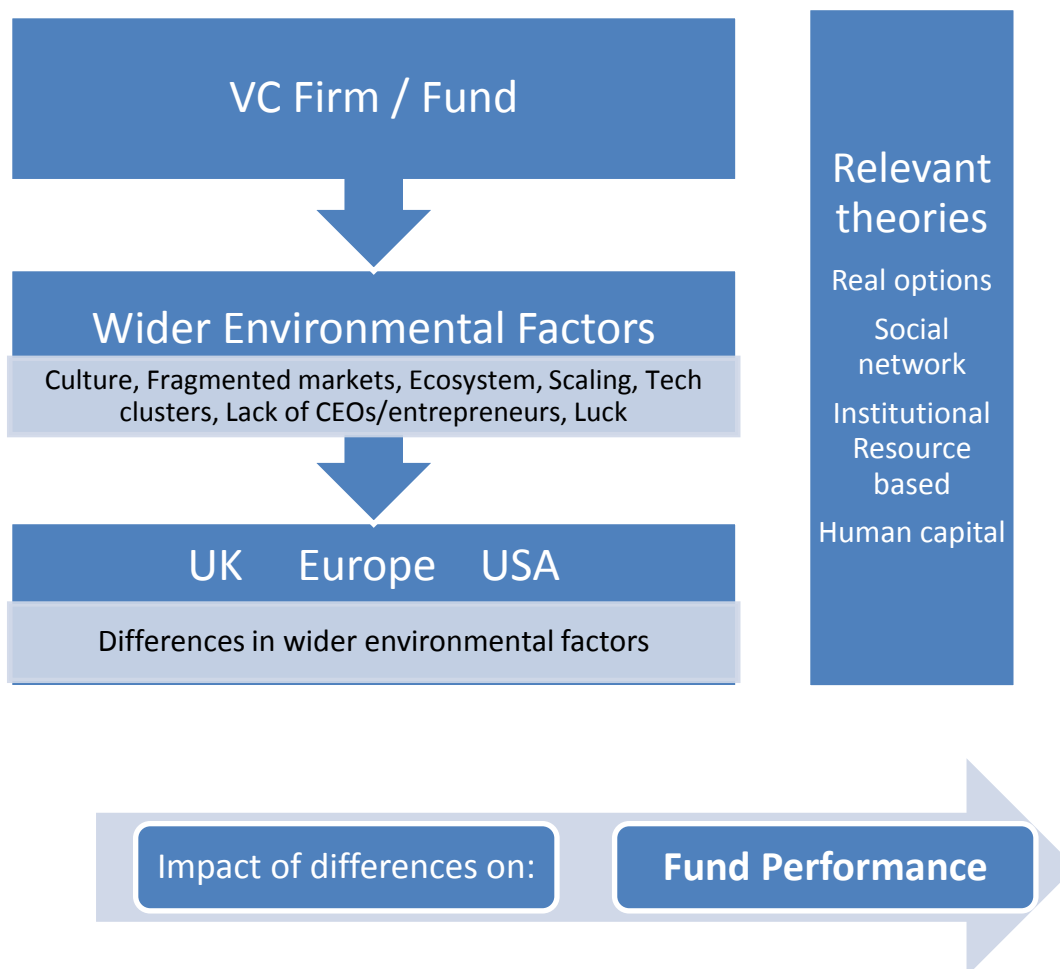 VC Firm / Fund
Wider Environmental Factors
Culture, Fragmented markets, Ecosystem, Scaling, Tech
clusters, Lack of CEOs/entrepreneurs, Luck
UK Europe USA
Differences in wider environmental factors
Relevant
theories
Real options
Social
network
Institutional
Resource
based
Human capital
Impact of differences on:
Fund Performance